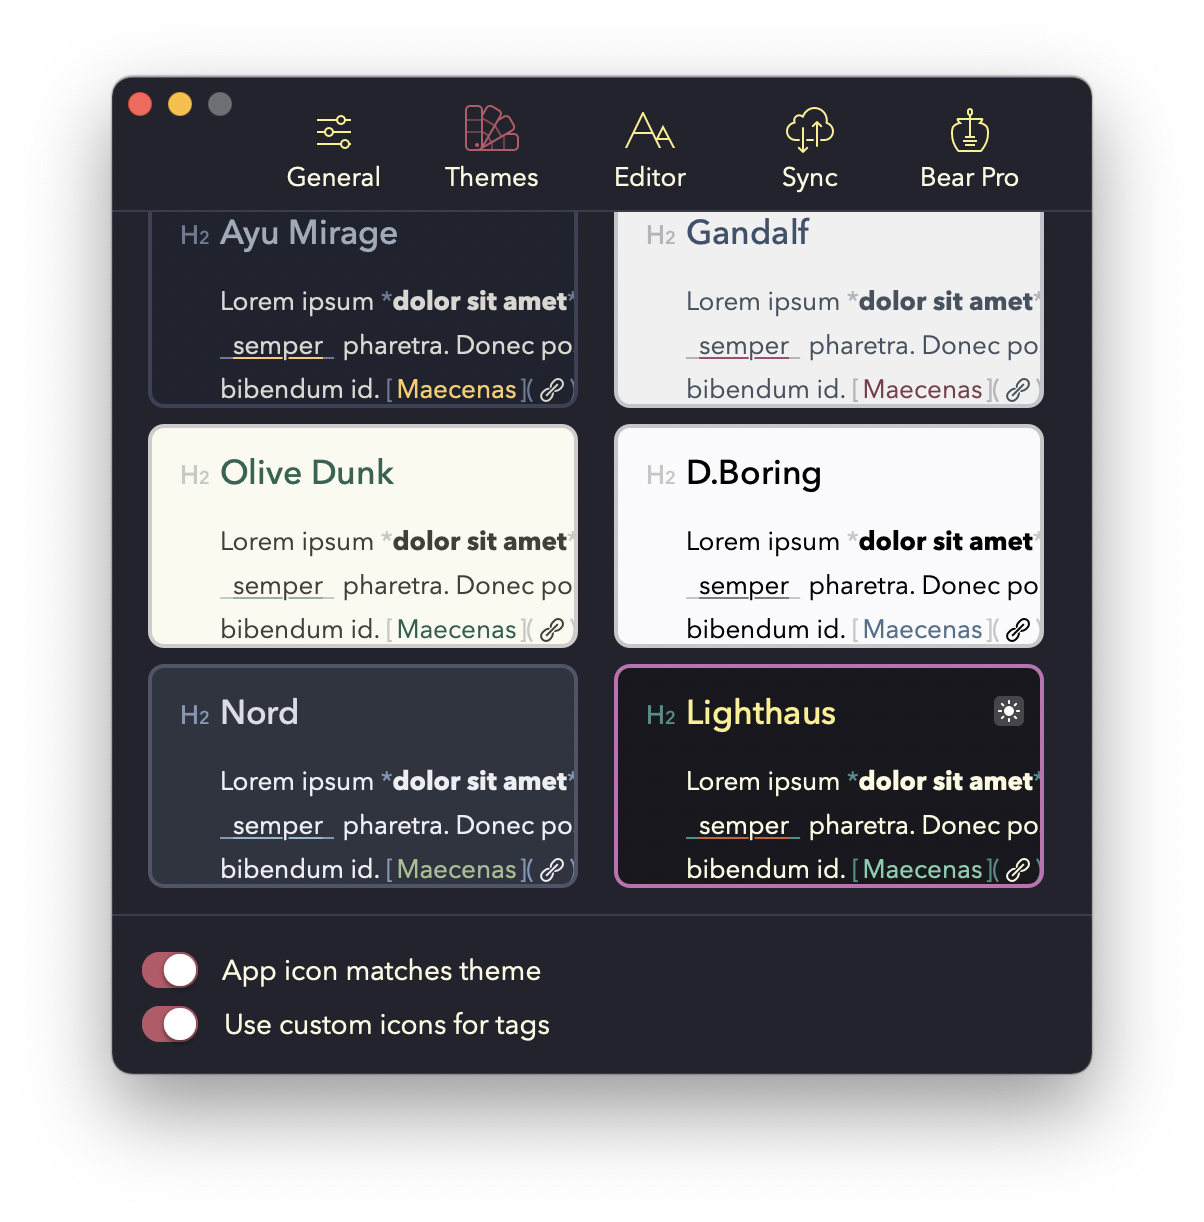 General Themes Editor Sync Bear Pro
H2 Ayu Mirage
Lorem ipsum *dolor sit amet*
_semper_ pharetra. Donec po
bibendum id. [Maecenas]( )
H2 Gandalf
Lorem ipsum *dolor sit amet*
_semper_ pharetra. Donec po
bibendum id. [Maecenas]( )
H2 Olive Dunk
Lorem ipsum *dolor sit amet*
_semper_ pharetra. Donec po
bibendum id. [Maecenas]( )
H2 D.Boring
Lorem ipsum *dolor sit amet*
_semper_ pharetra. Donec po
bibendum id. [Maecenas]( )
H2 Nord
Lorem ipsum *dolor sit amet*
_semper_ pharetra. Donec po
bibendum id. [Maecenas]( )
H2 Lighthaus
Lorem ipsum *dolor sit amet*
_semper_ pharetra. Donec po
bibendum id. [Maecenas]( )
App icon matches theme
Use custom icons for tags